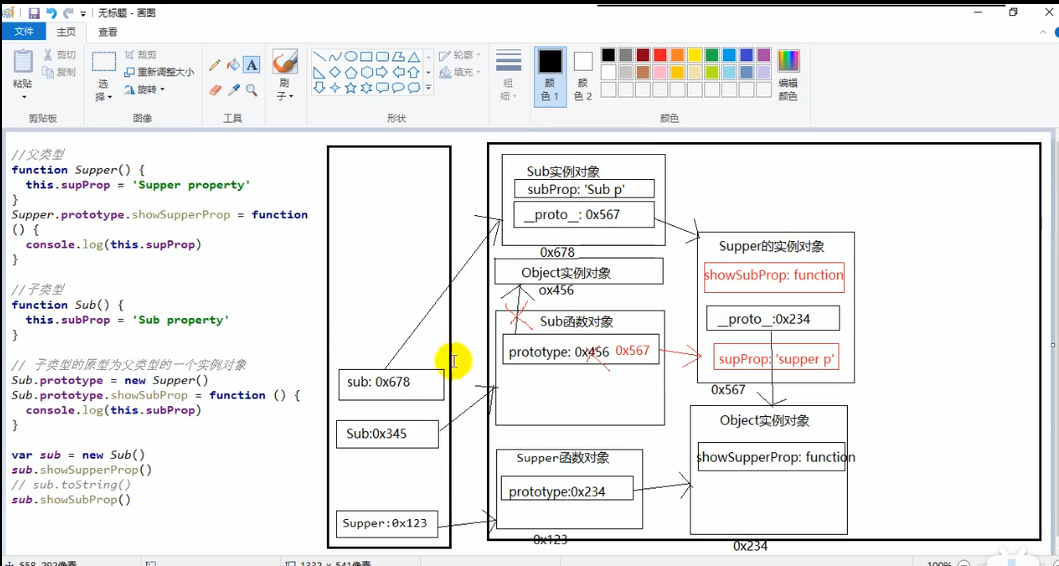 无标题 - 画图
文件
主页
查看
粘贴
剪切
复制
剪贴板
选择
裁剪
重新调整大小
旋转
图像
A
工具
刷子
轮廓
填充
形状
粗细
颜色 1
颜色 2
编辑颜色
颜色
//父类型
function Supper() {
this.supProp = 'Supper property'
}
Supper.prototype.showSupperProp = function
() {
console.log(this.supProp)
}
//子类型
function Sub() {
this.subProp = 'Sub property'
}
// 子类型的原型为父类型的一个实例对象
Sub.prototype = new Supper()
Sub.prototype.showSubProp = function () {
console.log(this.subProp)
}
var sub = new Sub()
sub.showSupperProp()
// sub.toString()
sub.showSubProp()
sub: 0x678
Sub:0x345
Supper:0x123
Sub实例对象
subProp: 'Sub p'
__proto__: 0x567
0x678
Object实例对象
ox456
Sub函数对象
prototype: 0x456 0x567
Supper函数对象
prototype:0x234
0x123
Supper的实例对象
showSubProp: function
__proto__:0x234
supProp: 'supper p'
0x567
Object实例对象
showSupperProp: function
0x234
558, 292像素
1332 × 541像素
100%